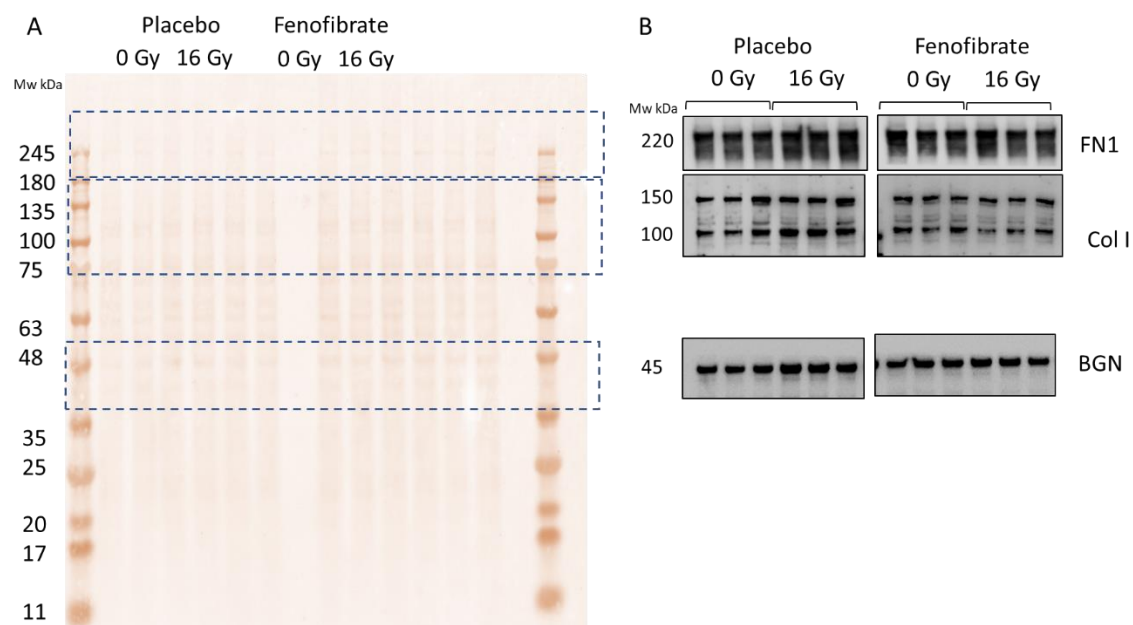 A
Placebo Fenofibrate
0 Gy 16 Gy 0 Gy 16 Gy
Mw kDa
245
180
135
100
75
63
48
35
25
20
17
11
B
Placebo Fenofibrate
0 Gy 16 Gy 0 Gy 16 Gy
Mw kDa
220 FN1
150
100 Col I
45 BGN